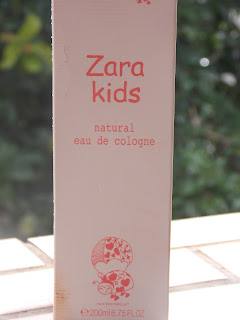 Zara
kids
natural
eau de cologne
℮200ml/6.76FL.OZ